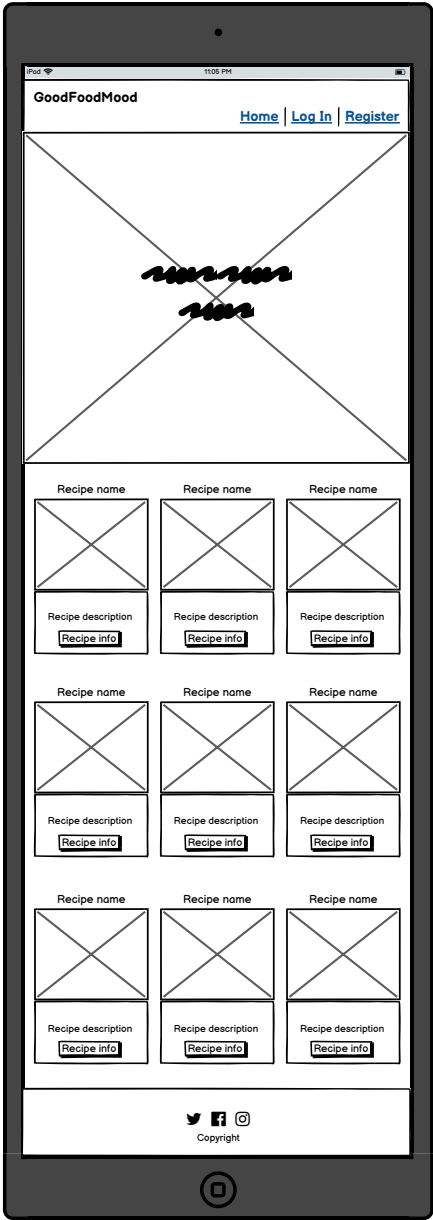 iPod 11:05 PM
GoodFoodMood
Home Log In Register
Recipe name Recipe name Recipe name
Recipe description Recipe description Recipe description
Recipe info Recipe info Recipe info
Recipe name Recipe name Recipe name
Recipe description Recipe description Recipe description
Recipe info Recipe info Recipe info
Recipe name Recipe name Recipe name
Recipe description Recipe description Recipe description
Recipe info Recipe info Recipe info
Copyright